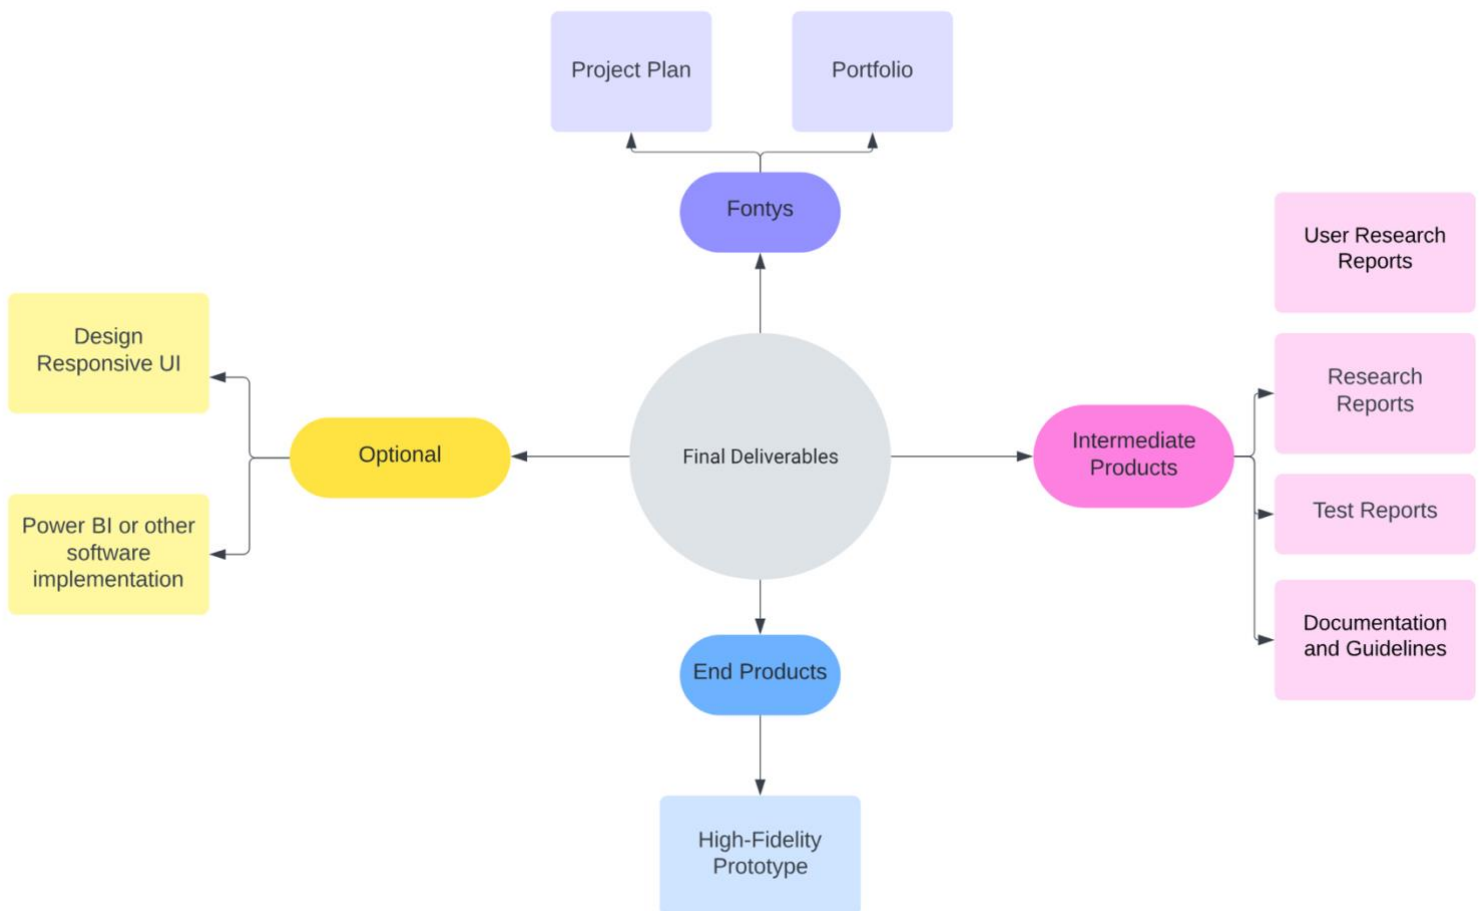 Project Plan
Portfolio
Fontys
User Research
Reports
Design
Responsive UI
Research
Reports
Optional
Final Deliverables
Intermediate
Products
Power BI or other
software
implementation
Test Reports
Documentation
and Guidelines
End Products
High-Fidelity
Prototype